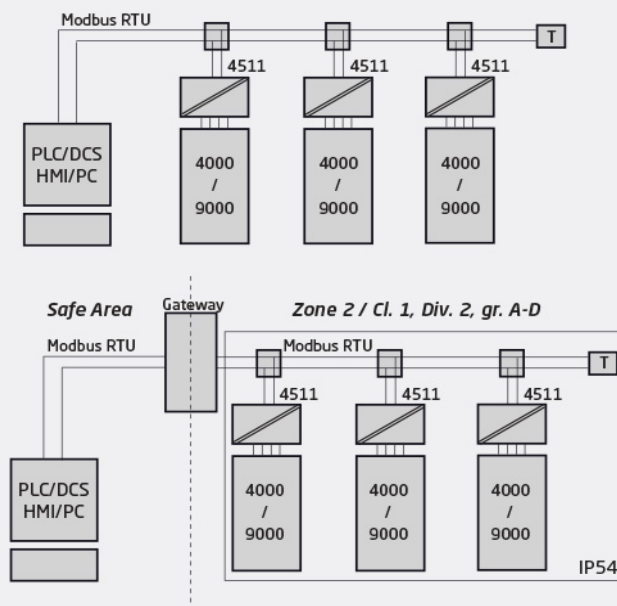 Modbus RTU
T
4511
4511
4511
PLC/DCS
HMI/PC
4000
/
9000
4000
/
9000
4000
/
9000
Safe Area
Gateway
Zone 2 / Cl. 1, Div. 2, gr. A-D
Modbus RTU
Modbus RTU
T
4511
4511
4511
PLC/DCS
HMI/PC
4000
/
9000
4000
/
9000
4000
/
9000
IP54